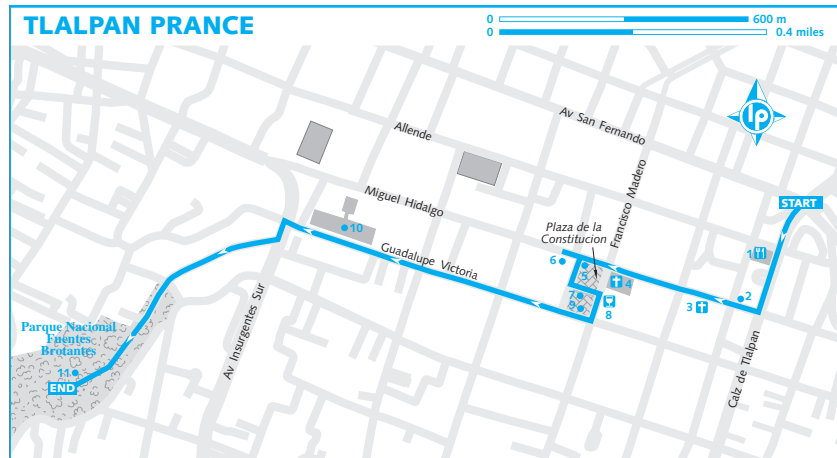 TLALPAN PRANCE
0 600 m
0 0.4 miles
lp
Av San Fernando
Allende
Francisco Madero
Miguel Hidalgo
START
Plaza de la
Constitucion
1
10
Guadalupe Victoria
6
5
4
2
7
3
9
8
Av Insurgentes Sur
Calz de Tlalpan
Parque Nacional
Fuentes
Brotantes
11
END